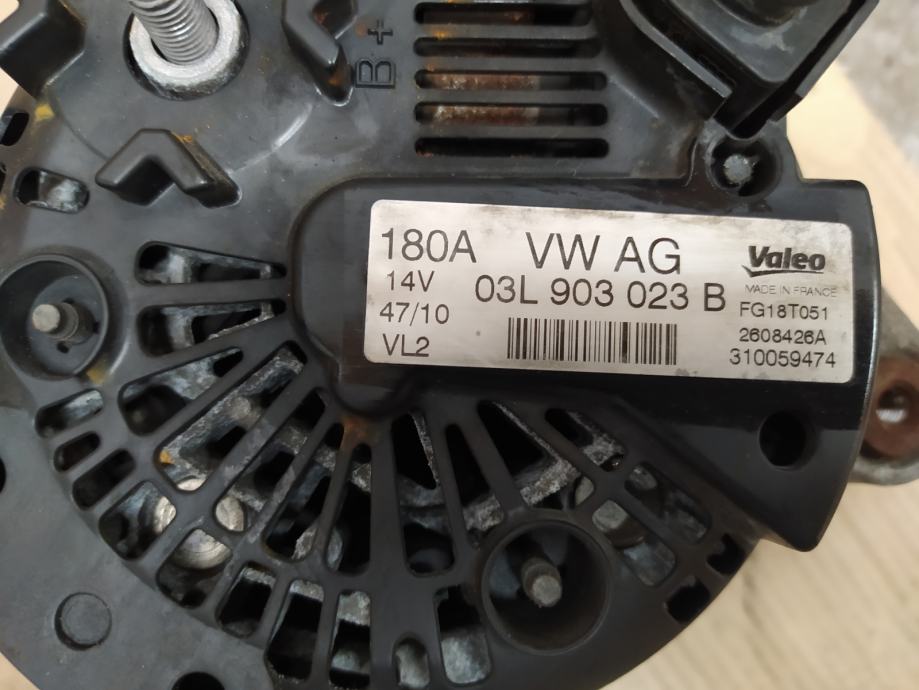 B+
180A VW AG Valeo
14V 03L 903 023 B MADE IN FRANCE
47/10 FG18T051
VL2 2608426A
310059474